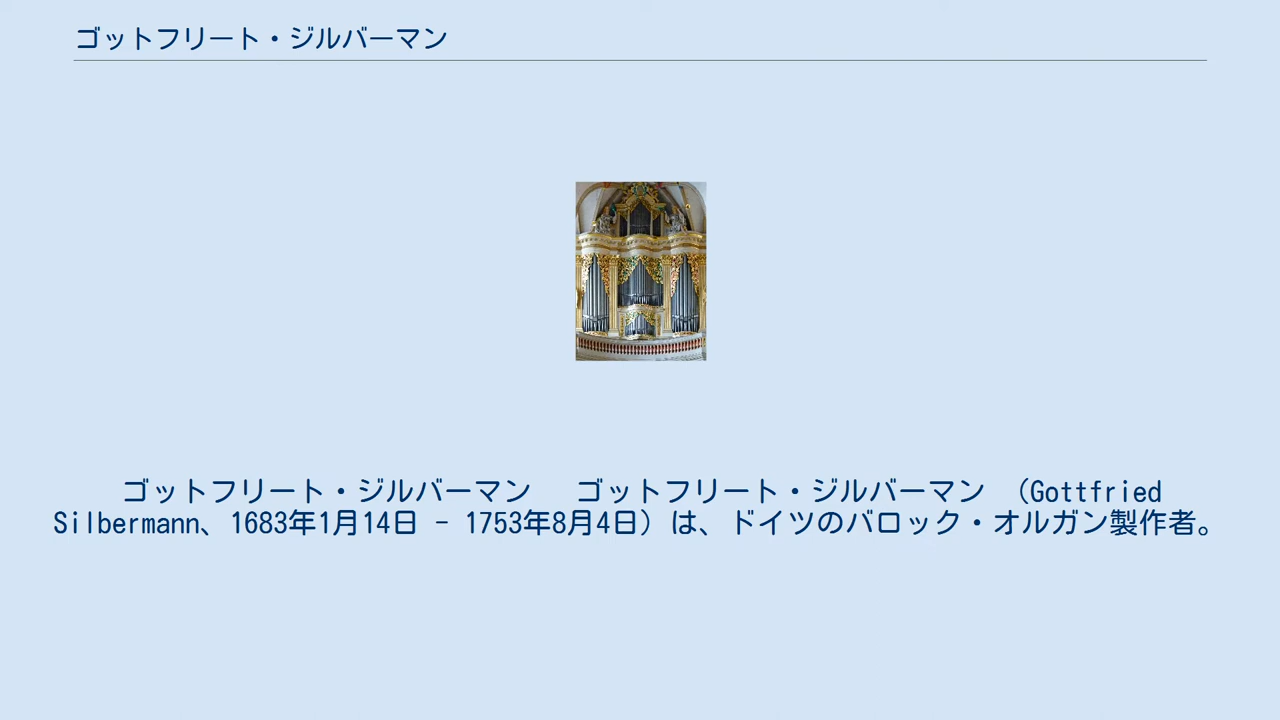 ゴットフリート・ジルバーマン
ゴットフリート・ジルバーマン　ゴットフリート・ジルバーマン （Gottfried
Silbermann、1683年1月14日 - 1753年8月4日）は、ドイツのバロック・オルガン製作者。